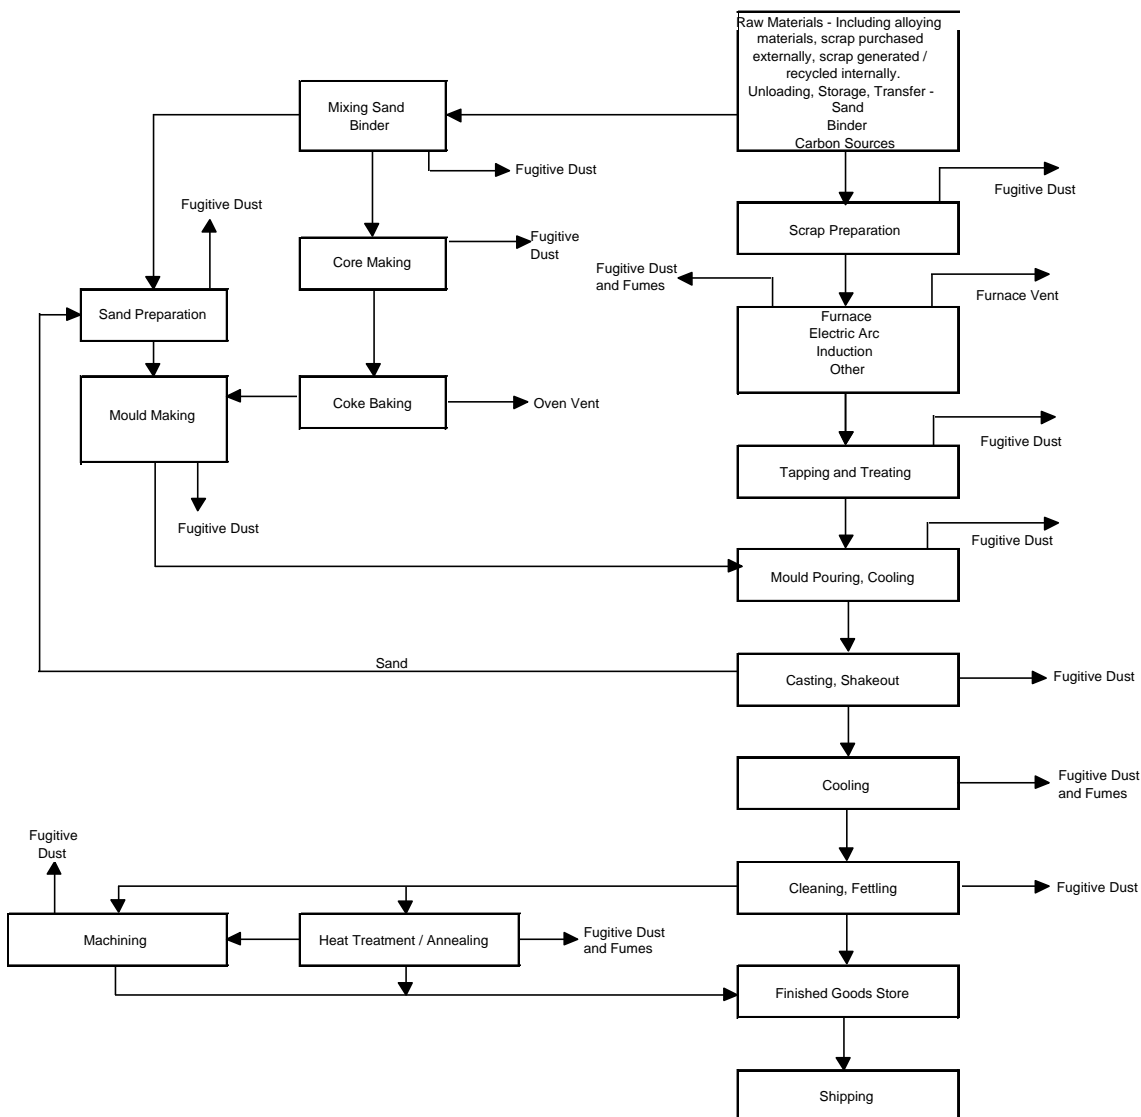 Raw Materials - Including alloying
materials, scrap purchased
externally, scrap generated /
recycled internally.
Unloading, Storage, Transfer -
Sand
Binder
Carbon Sources
Mixing Sand
Binder
Fugitive Dust
Fugitive Dust
Fugitive Dust
Scrap Preparation
Core Making
Fugitive
Dust
Fugitive Dust
and Fumes
Furnace Vent
Sand Preparation
Furnace
Electric Arc
Induction
Other
Mould Making
Coke Baking
Oven Vent
Fugitive Dust
Tapping and Treating
Fugitive Dust
Fugitive Dust
Mould Pouring, Cooling
Sand
Casting, Shakeout
Fugitive Dust
Cooling
Fugitive Dust
and Fumes
Fugitive
Dust
Cleaning, Fettling
Fugitive Dust
Machining
Heat Treatment / Annealing
Fugitive Dust
and Fumes
Finished Goods Store
Shipping